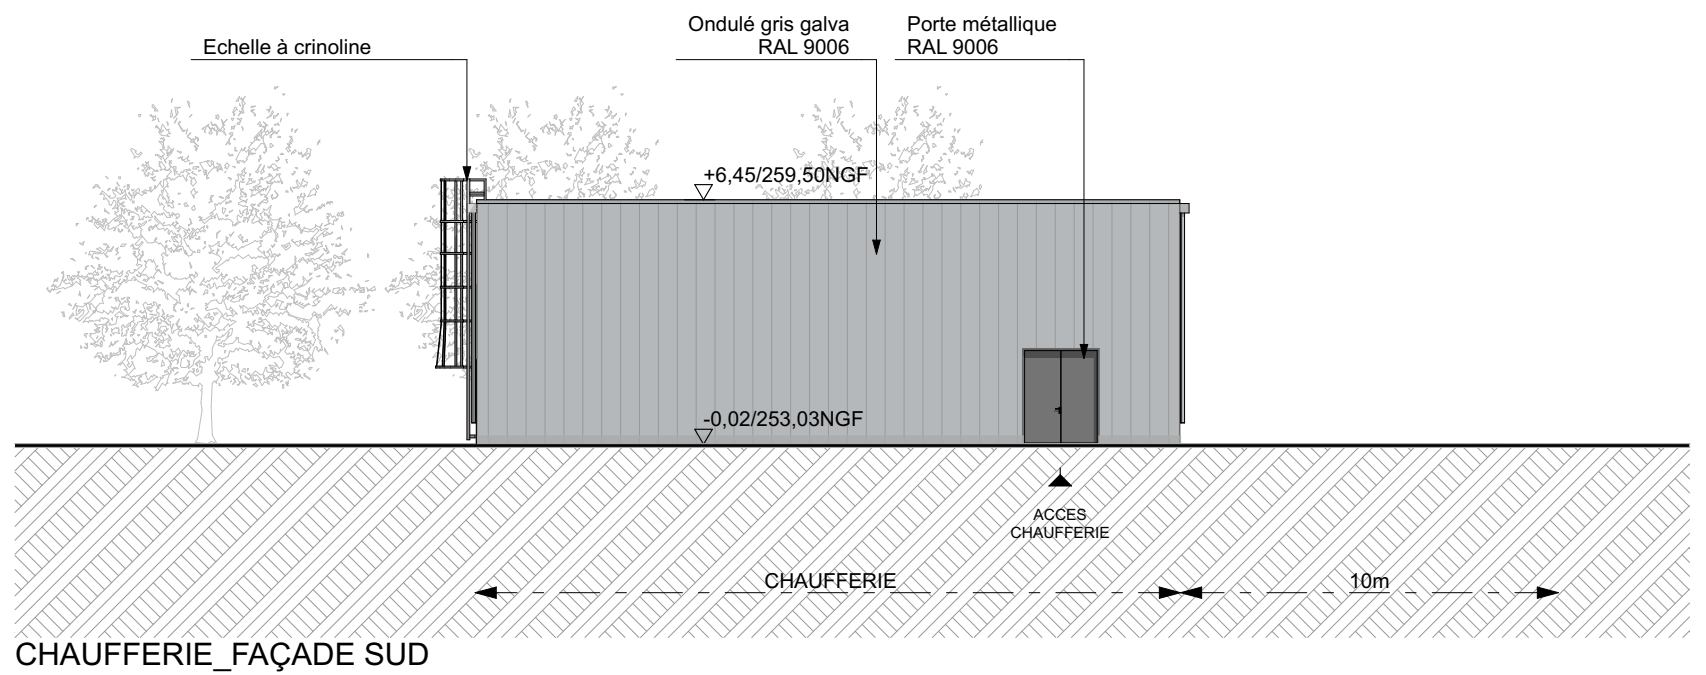 Echelle à crinoline
Ondulé gris galva
RAL 9006
Porte métallique
RAL 9006
+6,45/259,50NGF
-0,02/253,03NGF
ACCES
CHAUFFERIE
CHAUFFERIE
10m
CHAUFFERIE_FAÇADE SUD